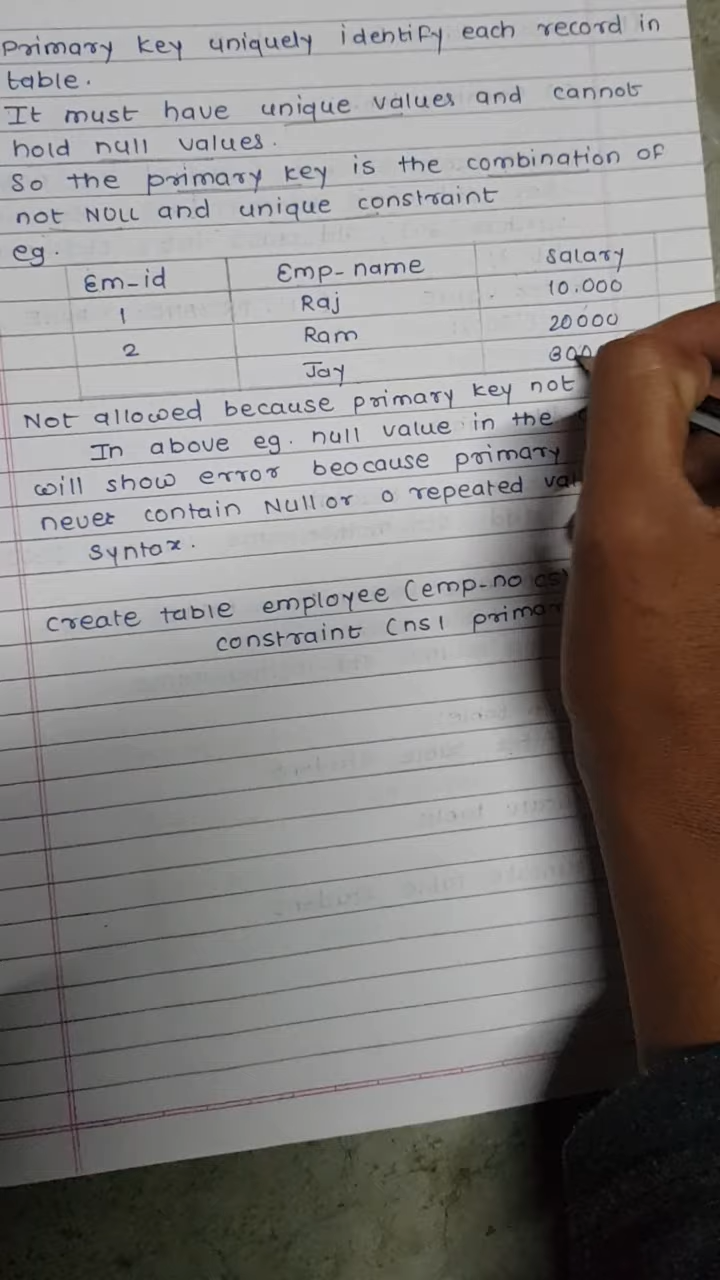 Primary key uniquely identify each record in
table.
It must have unique values and cannot
hold null values.
So the primary key is the combination of
not NULL and unique constraint
eg.
Em-id Emp-name Salary
1 Raj 10.000
2 Ram 20000
Jay
Not allowed because primary key not
In above eg. null value in the
will show error beocause primary
never contain Null or o repeated
Syntax.
create table employee (emp-no
constraint (ns1